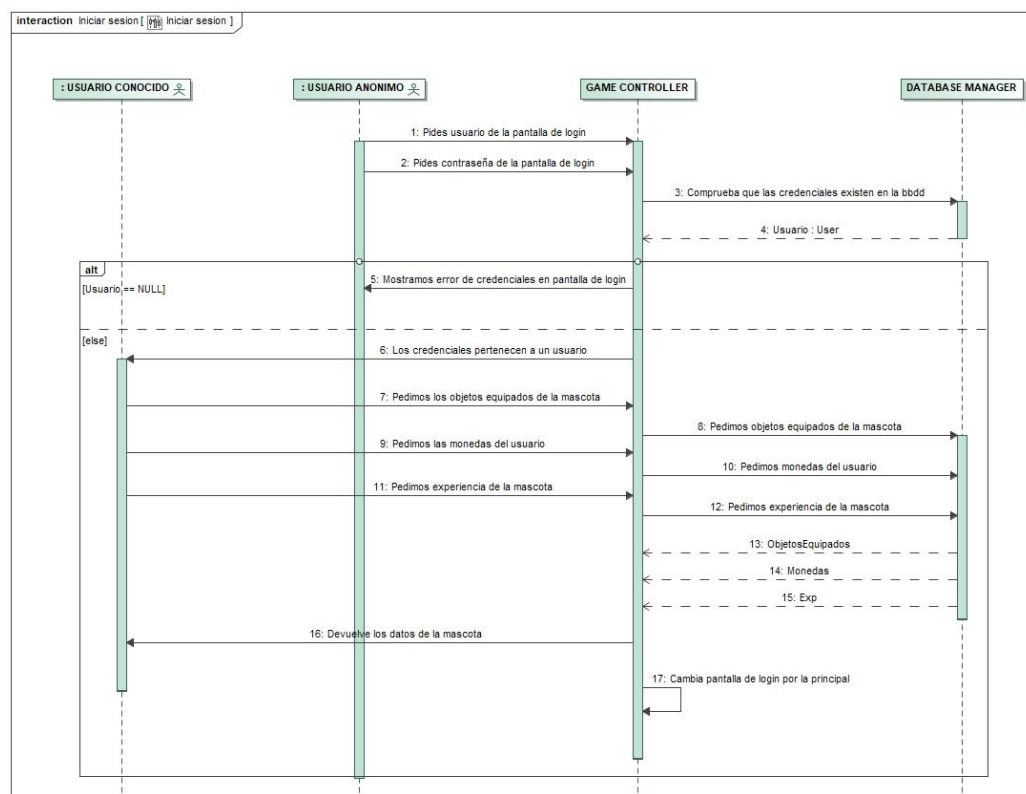 interaction Iniciar sesion [ Iniciar sesion ]
: USUARIO CONOCIDO
: USUARIO ANONIMO
GAME CONTROLLER
DATABASE MANAGER
1: Pides usuario de la pantalla de login
2: Pides contraseña de la pantalla de login
3: Comprueba que las credenciales existen en la bbdd
4: Usuario : User
alt
5: Mostramos error de credenciales en pantalla de login
[Usuario == NULL]
[else]
6: Los credenciales pertenecen a un usuario
7: Pedimos los objetos equipados de la mascota
8: Pedimos objetos equipados de la mascota
9: Pedimos las monedas del usuario
10: Pedimos monedas del usuario
11: Pedimos experiencia de la mascota
12: Pedimos experiencia de la mascota
13: ObjetosEquipados
14: Monedas
15: Exp
16: Devuelve los datos de la mascota
17: Cambia pantalla de login por la principal